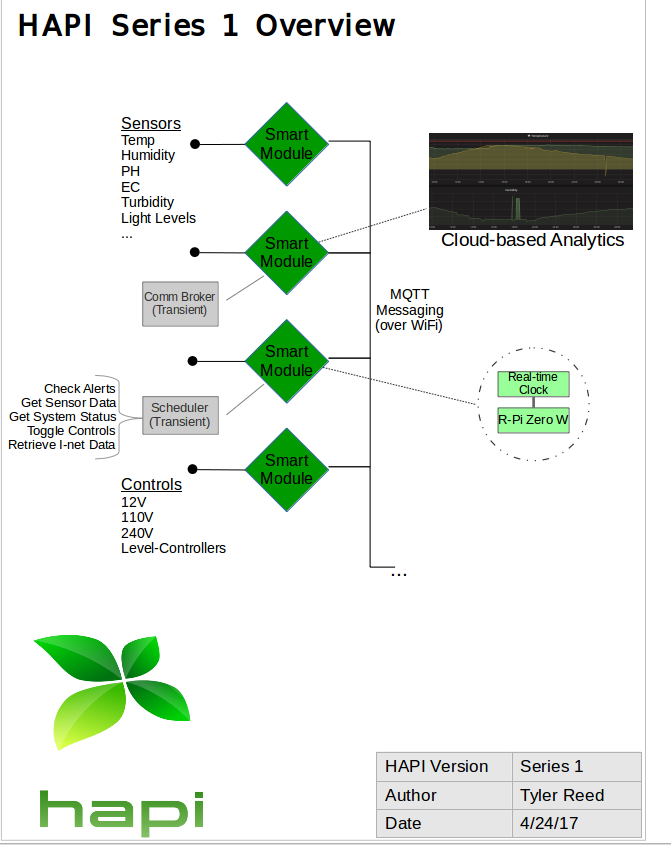 HAPI Series 1 Overview
Sensors
Temp
Humidity
PH
EC
Turbidity
Light Levels
...
Smart
Module
Smart
Module
Cloud-based Analytics
Comm Broker
(Transient)
MQTT
Messaging
(over WiFi)
Smart
Module
Check Alerts
Get Sensor Data
Get System Status
Toggle Controls
Retrieve I-net Data
Scheduler
(Transient)
Real-time
Clock
R-Pi Zero W
Smart
Module
Controls
12V
110V
240V
Level-Controllers
...
hapi
HAPI Version Series 1
Author Tyler Reed
Date 4/24/17